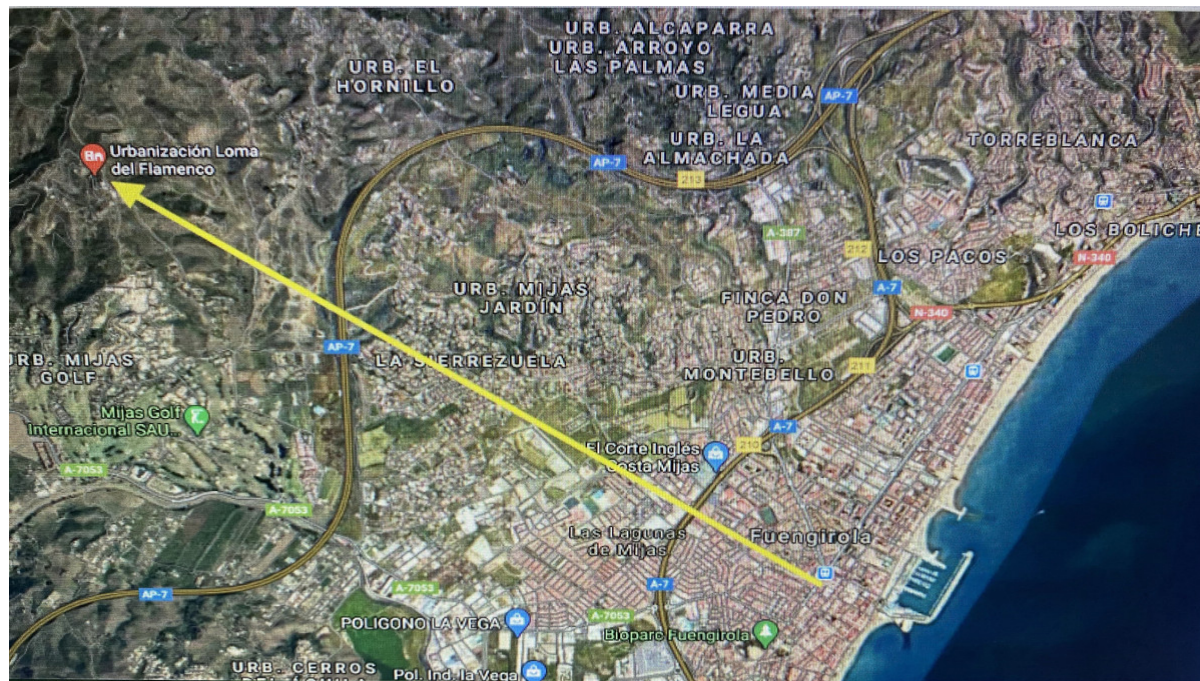 URB. ALCAPARRA
URB. ARROYO
LAS PALMAS
URB. EL
HORNILLO
URB. MEDIA
LEGUA
AP-7
URB. LA
ALMACHADA
TORREBLANCA
Urbanización Loma
del Flamenco
AP-7
213
A-387
212
LOS PACOS
LOS BOLICHE
N-340
URB. MIJAS
JARDÍN
FINCA DON
PEDRO
A-7
N-340
AP-7
URB. MIJAS
GOLF
LA SIERREZUELA
URB.
MONTEBELLO
211
Mijas Golf
Internacional SAU...
A-7
210
El Corte Inglés
Costa Mijas
A-7053
A-7053
Las Lagunas
de Mijas
Fuengirola
A-7
A-7053
AP-7
POLIGONO LA VEGA
A-7053
Bioparc Fuengirola
URB. CERROS
Pol. Ind. la Vega